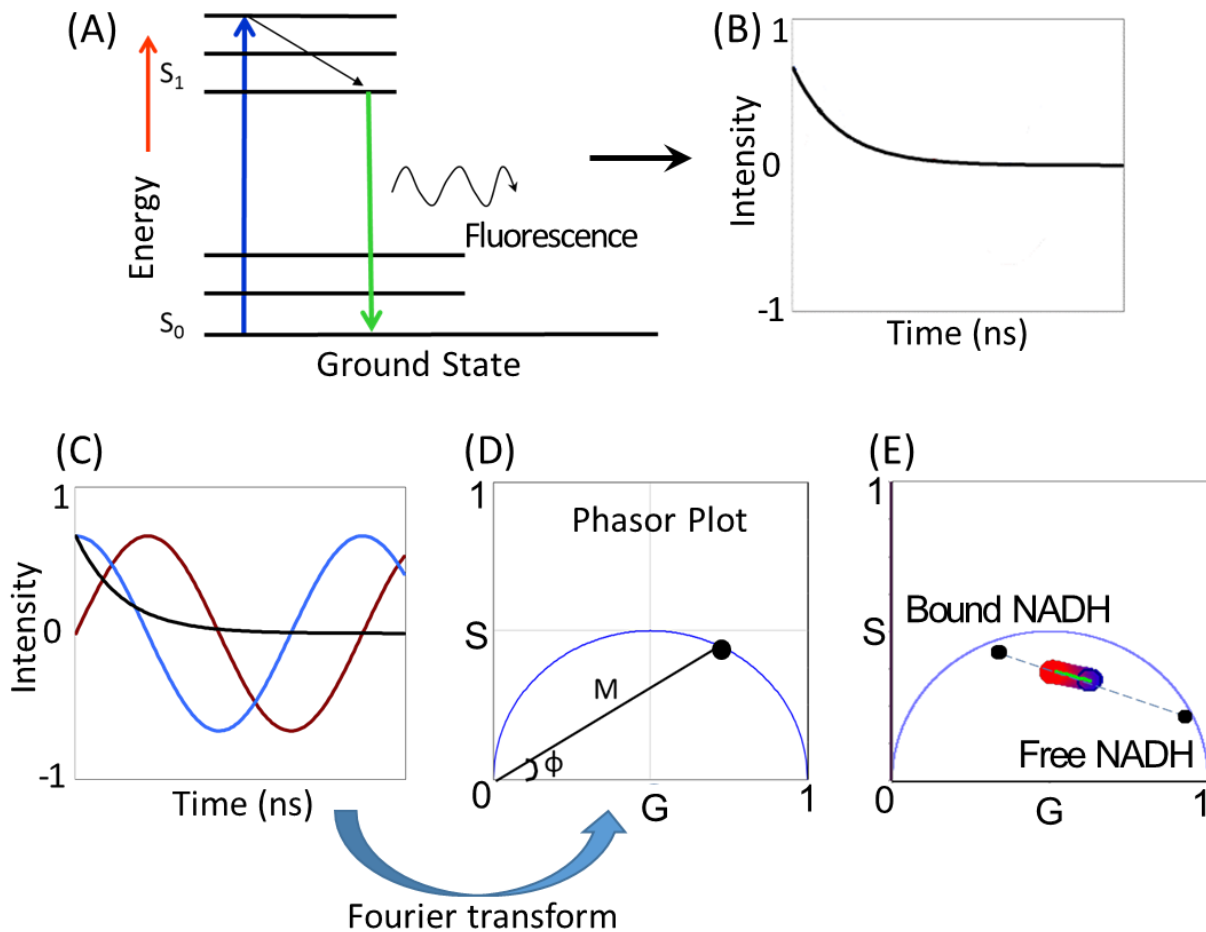 (A)
Energy
S1
S0
Fluorescence
Ground State
(B)
1
0
-1
Intensity
Time (ns)
(C)
1
0
-1
Intensity
Time (ns)
(D)
1
Phasor Plot
S
M
ϕ
0
G
1
(E)
1
Bound NADH
S
Free NADH
0
G
1
Fourier transform